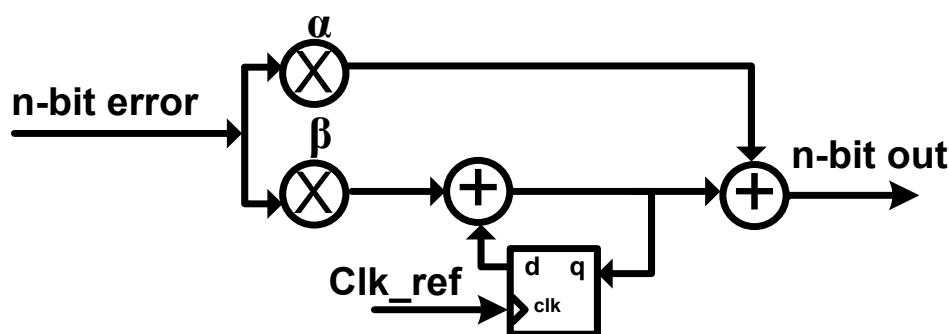 α
n-bit error
β
n-bit out
d q
Clk_ref
clk